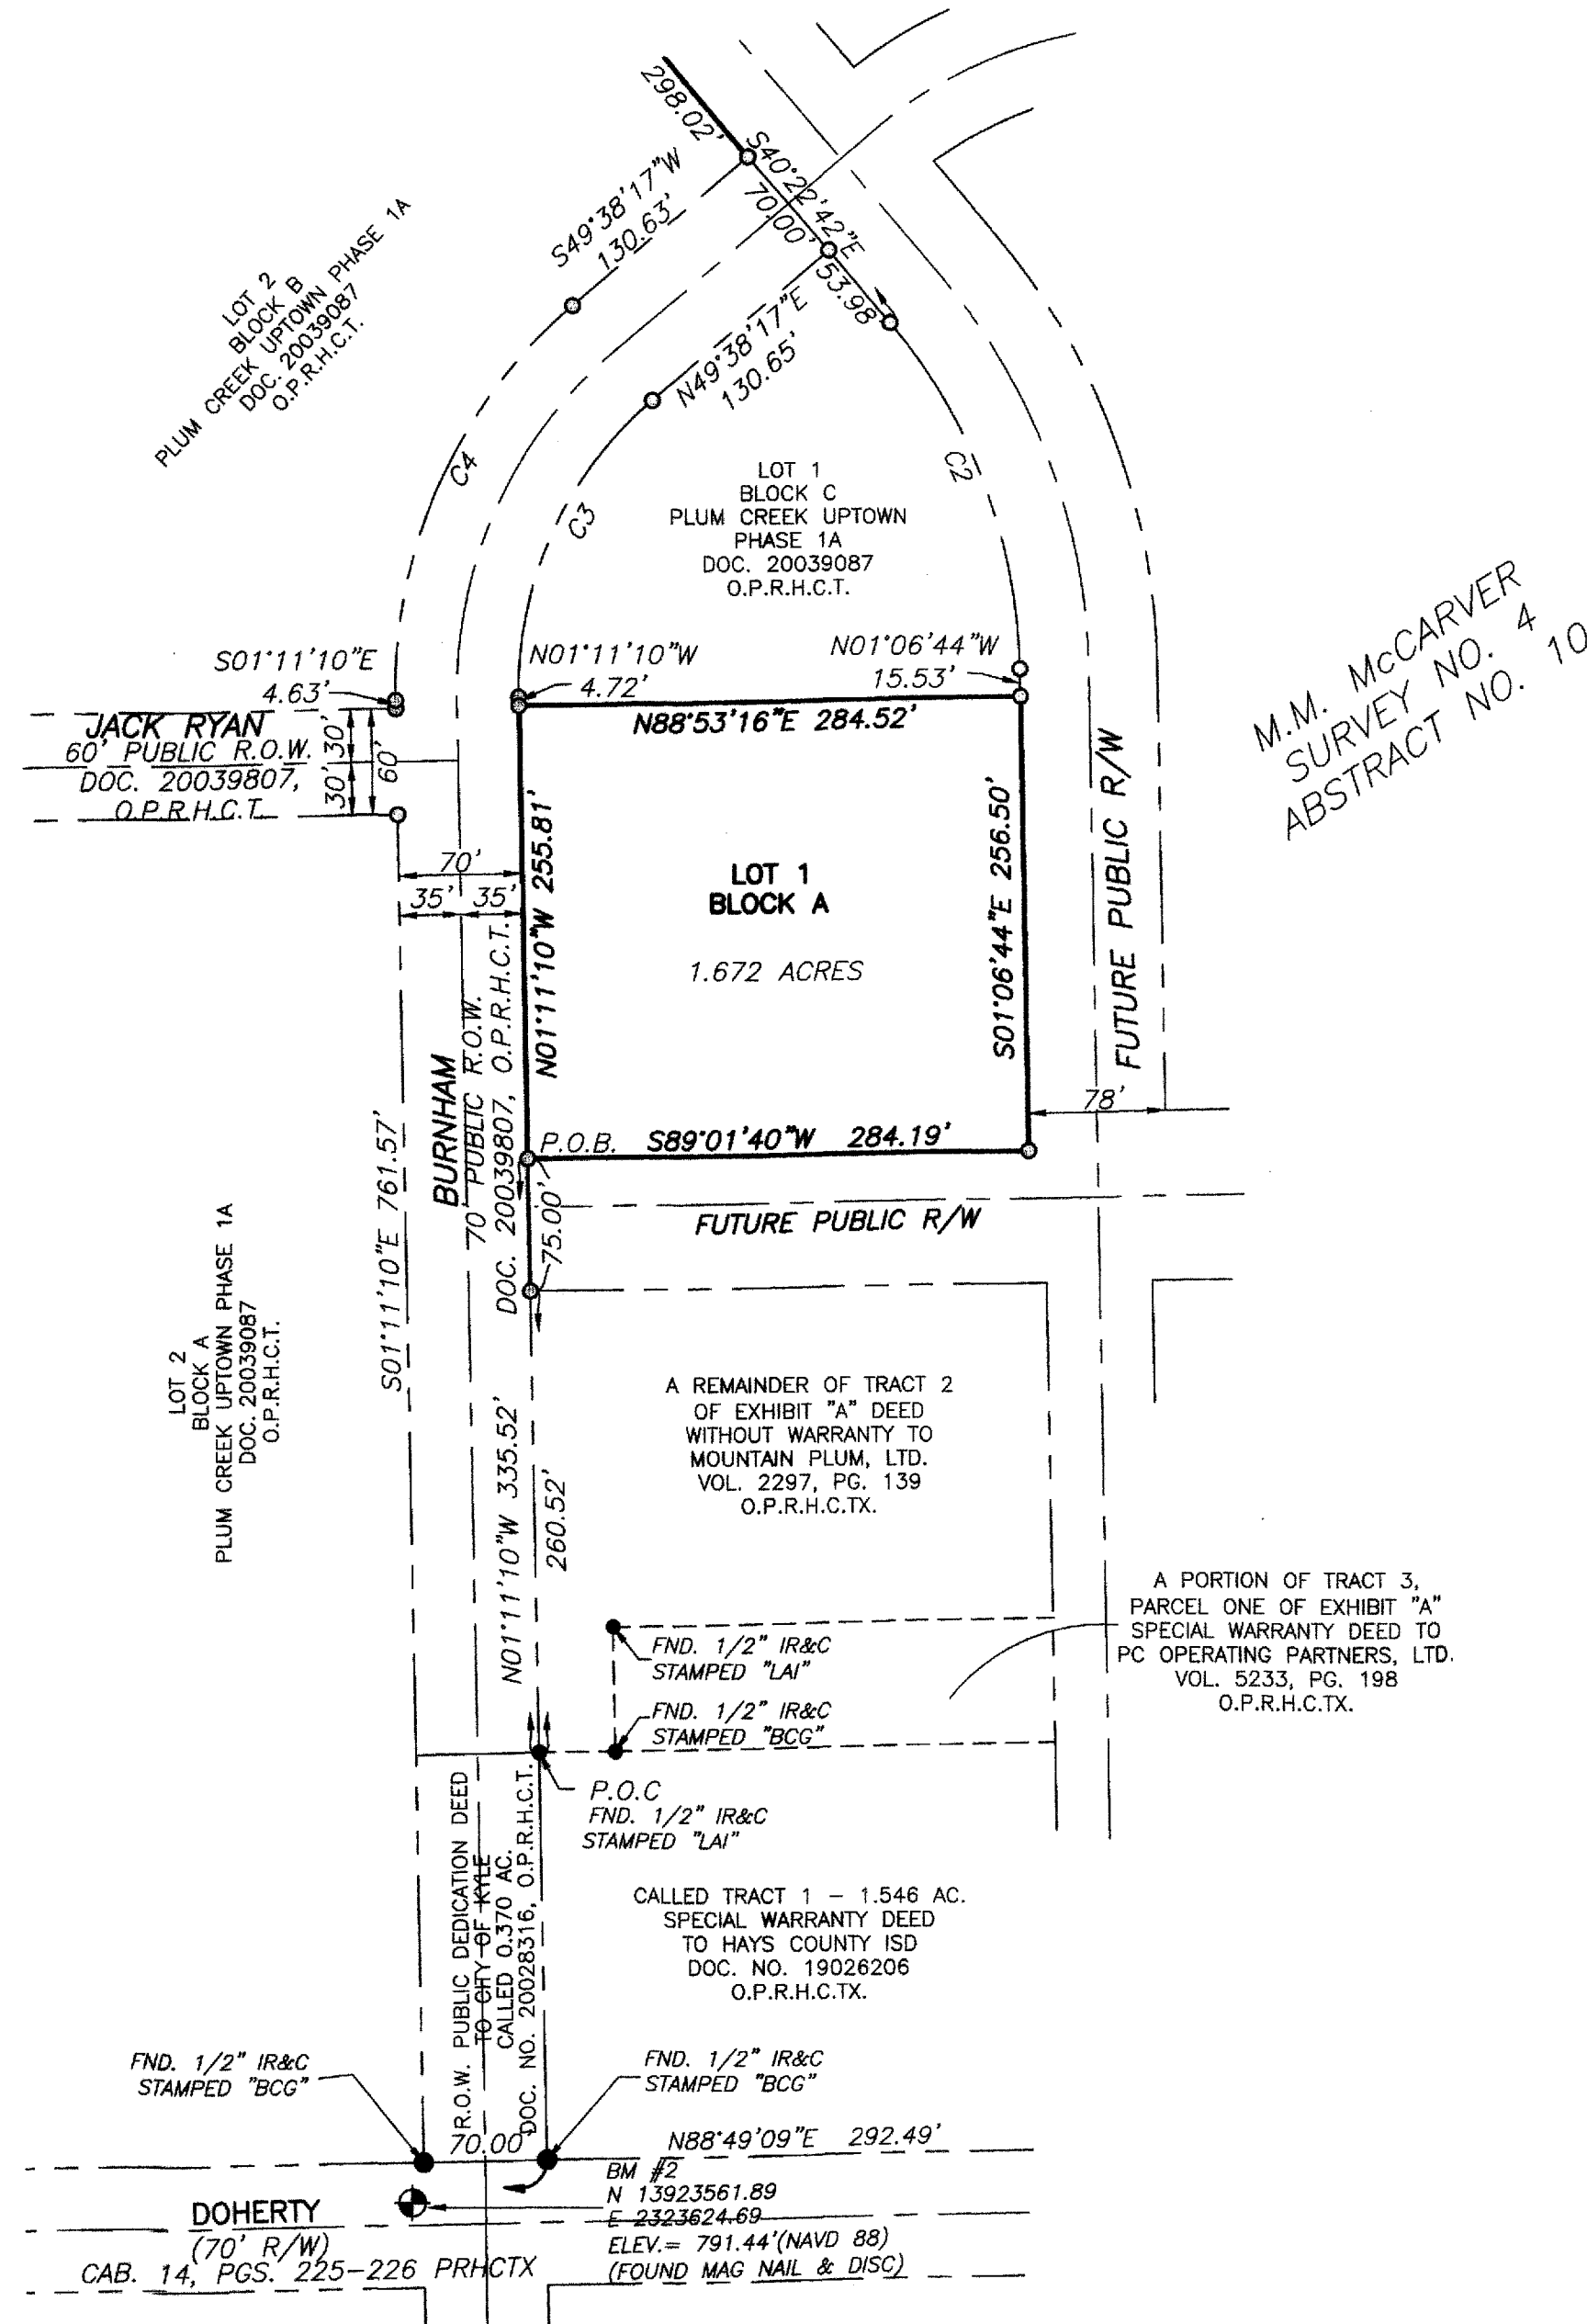 298.02'
S40°22'42"E
70.00'
53.98'
S49°38'17"W
130.63'
N49°38'17"E
130.65'
LOT 2
BLOCK B
PLUM CREEK UPTOWN PHASE 1A
DOC. 20039087
O.P.R.H.C.T.
C4
C3
C2
LOT 1
BLOCK C
PLUM CREEK UPTOWN
PHASE 1A
DOC. 20039087
O.P.R.H.C.T.
M.M. McCARVER
SURVEY NO. 4
ABSTRACT NO. 10
S01°11'10"E
4.63'
N01°11'10"W
4.72'
N01°06'44"W
15.53'
N88°53'16"E 284.52'
JACK RYAN
60' PUBLIC R.O.W.
DOC. 20039807,
O.P.R.H.C.T.
30'
30'
60'
70'
35'
35'
N01°11'10"W 255.81'
LOT 1
BLOCK A
1.672 ACRES
S01°06'44"E 256.50'
FUTURE PUBLIC R/W
78'
BURNHAM
70' PUBLIC R.O.W.
DOC. 20039807, O.P.R.H.C.T.
P.O.B.
S89°01'40"W 284.19'
75.00'
FUTURE PUBLIC R/W
S01°11'10"E 761.57'
LOT 2
BLOCK A
PLUM CREEK UPTOWN PHASE 1A
DOC. 20039087
O.P.R.H.C.T.
N01°11'10"W 335.52'
260.52'
A REMAINDER OF TRACT 2
OF EXHIBIT "A" DEED
WITHOUT WARRANTY TO
MOUNTAIN PLUM, LTD.
VOL. 2297, PG. 139
O.P.R.H.C.TX.
A PORTION OF TRACT 3,
PARCEL ONE OF EXHIBIT "A"
SPECIAL WARRANTY DEED TO
PC OPERATING PARTNERS, LTD.
VOL. 5233, PG. 198
O.P.R.H.C.TX.
FND. 1/2" IR&C
STAMPED "LAI"
FND. 1/2" IR&C
STAMPED "BCG"
P.O.C
FND. 1/2" IR&C
STAMPED "LAI"
R.O.W. PUBLIC DEDICATION DEED
TO CITY OF KYLE
CALLED 0.370 AC.
DOC. NO. 20028316, O.P.R.H.C.T.
CALLED TRACT 1 – 1.546 AC.
SPECIAL WARRANTY DEED
TO HAYS COUNTY ISD
DOC. NO. 19026206
O.P.R.H.C.TX.
FND. 1/2" IR&C
STAMPED "BCG"
FND. 1/2" IR&C
STAMPED "BCG"
70.00'
N88°49'09"E 292.49'
BM #2
N 13923561.89
E 2323624.69
ELEV.= 791.44'(NAVD 88)
(FOUND MAG NAIL & DISC)
DOHERTY
(70' R/W)
CAB. 14, PGS. 225-226 PRHCTX